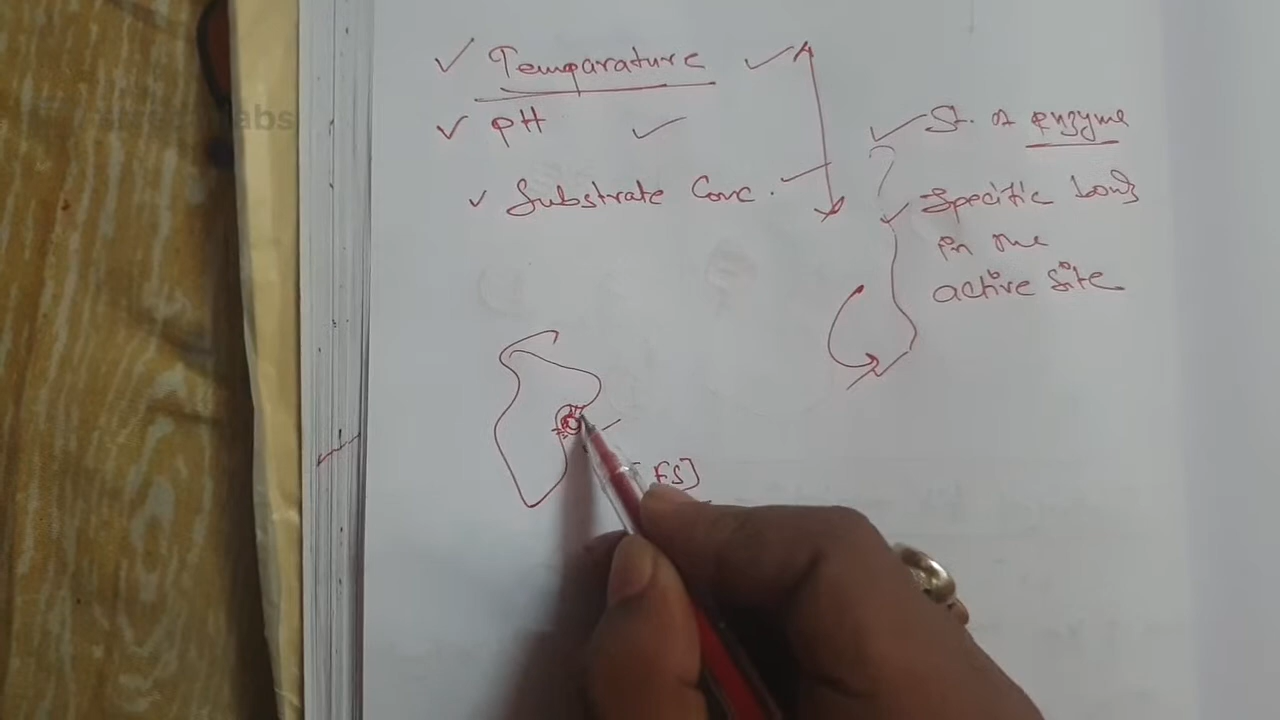 Temparature
pH
Substrate Conc.
St. of enzyme
Specific bonds
in the
active site
ES]